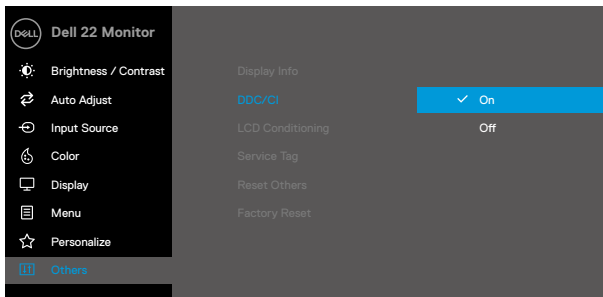 DELL
Dell 22 Monitor
Brightness / Contrast
Auto Adjust
Input Source
Color
Display
Menu
Personalize
Others
Display Info
DDC/CI
LCD Conditioning
Service Tag
Reset Others
Factory Reset
On
Off